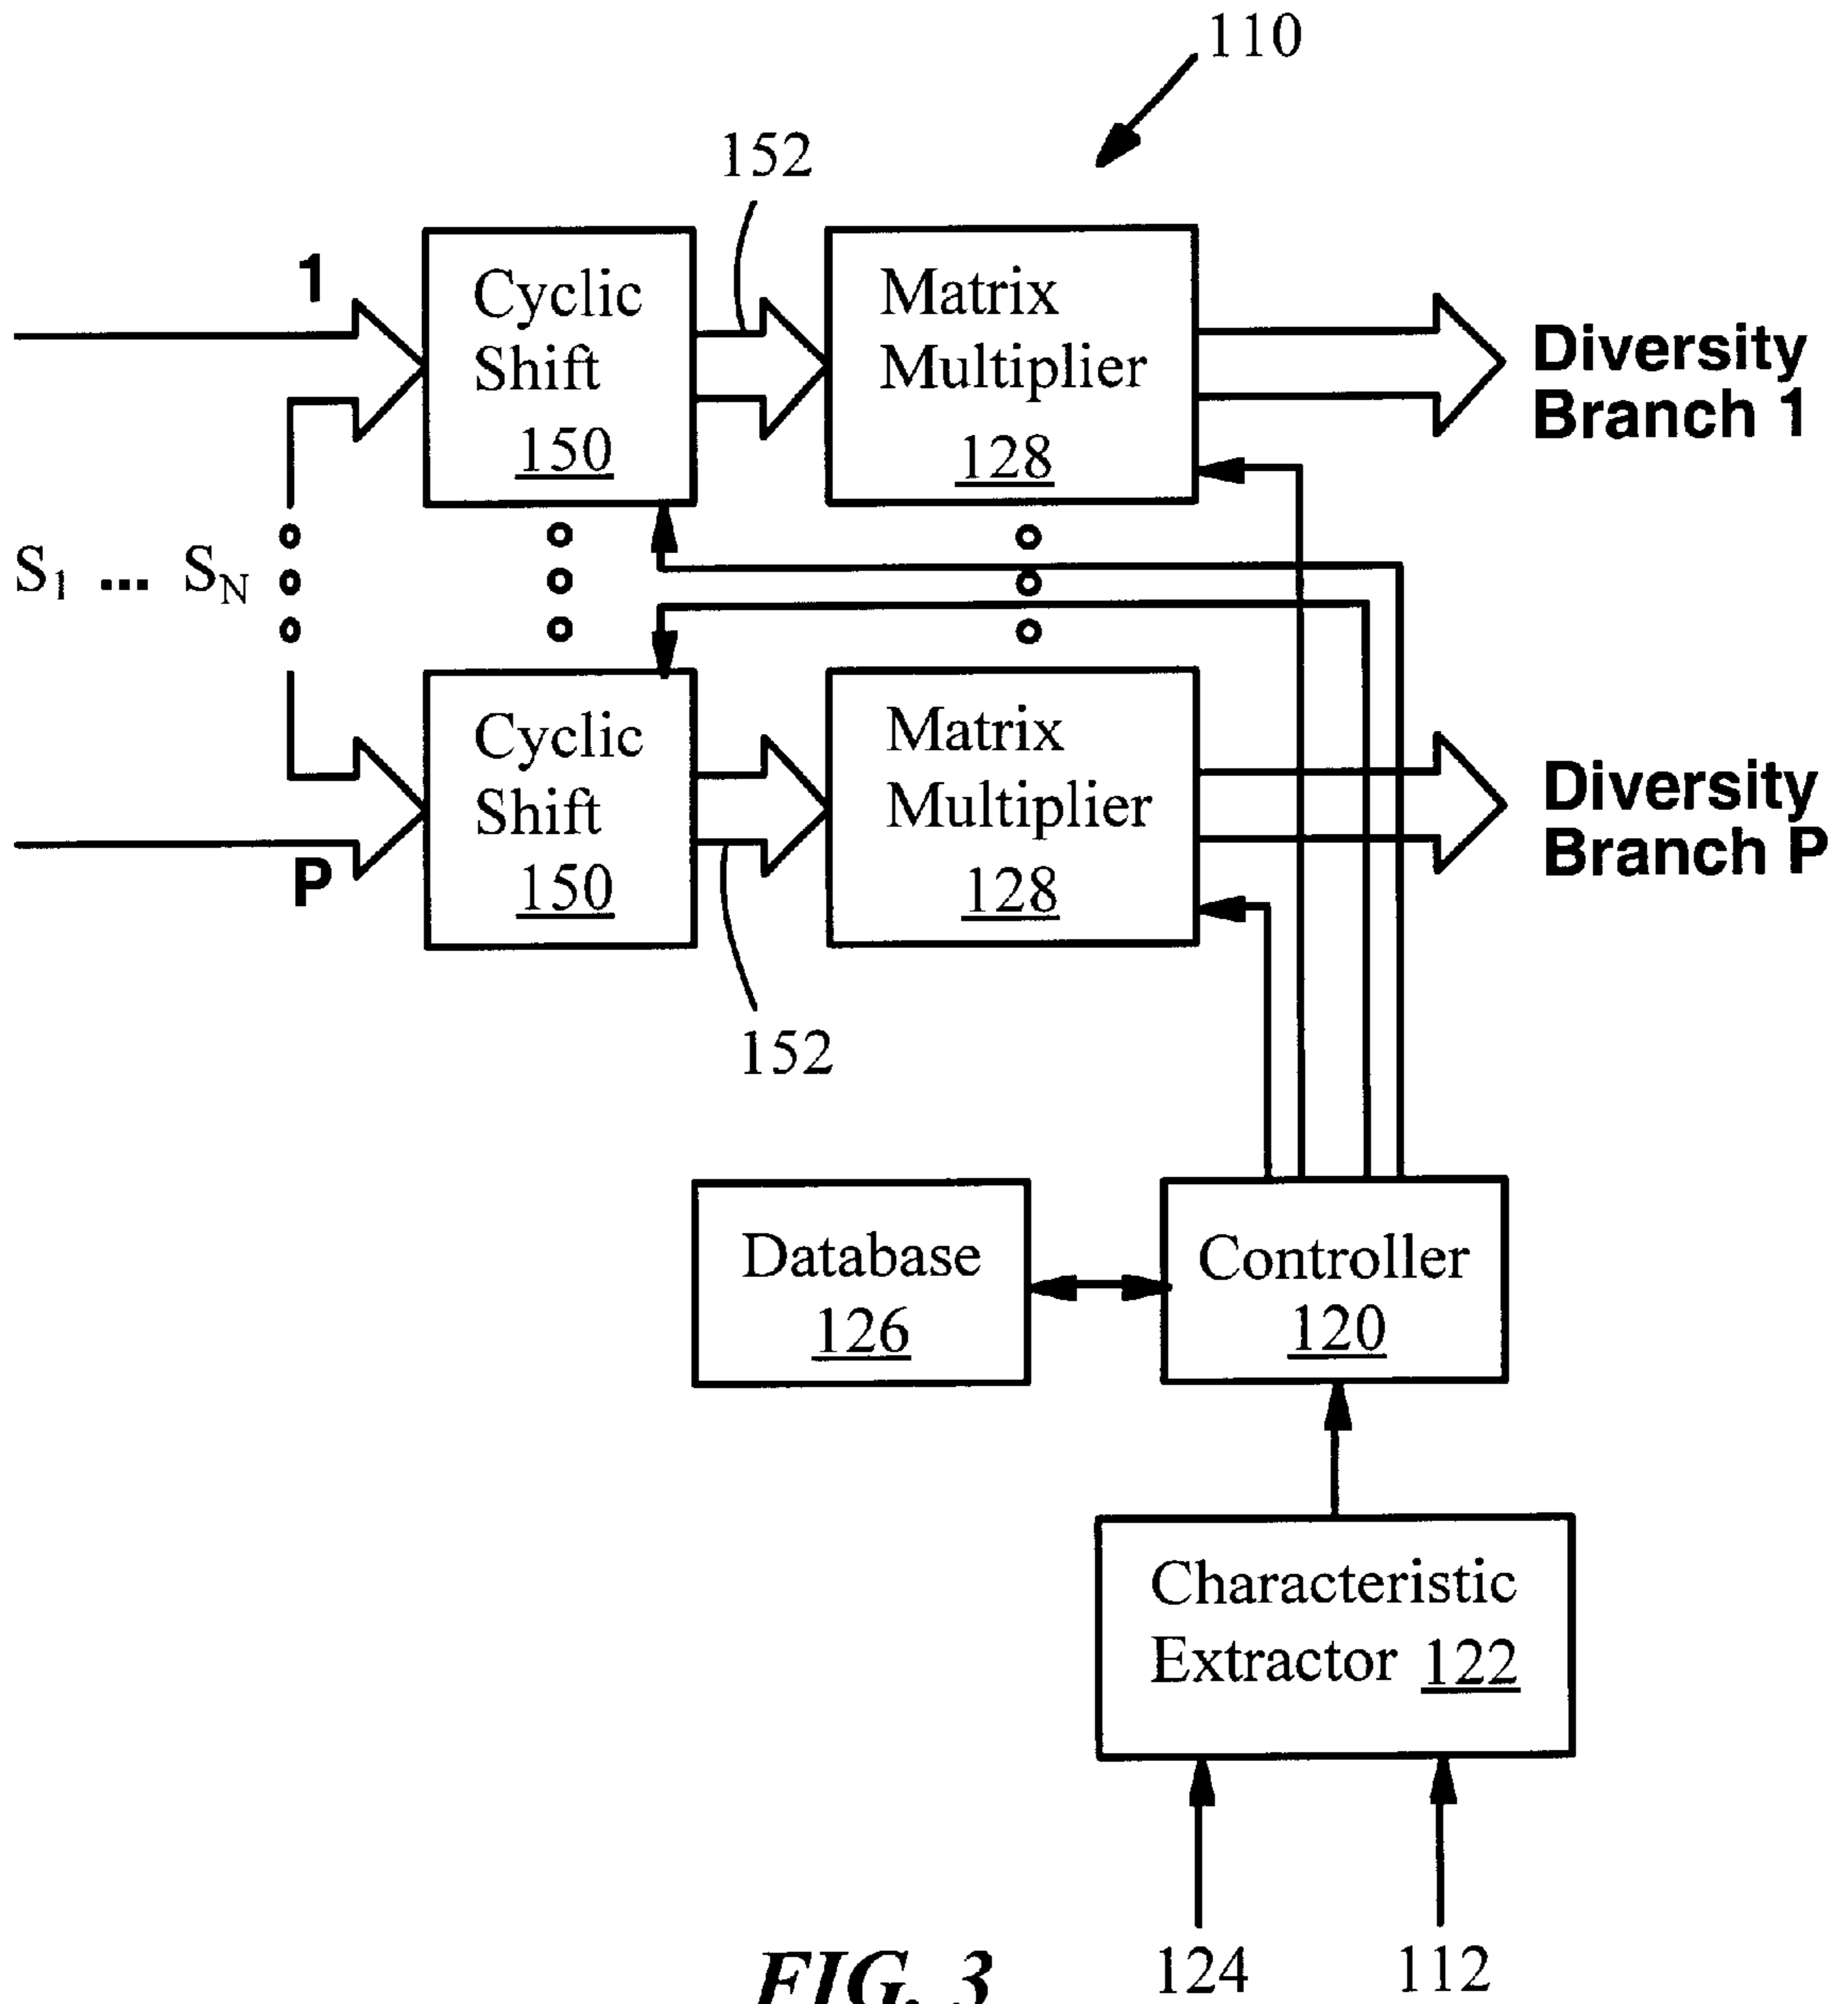 110
152
1
Cyclic
Shift
150
Matrix
Multiplier
128
Diversity
Branch 1
S1 ... SN
Cyclic
Shift
150
Matrix
Multiplier
128
Diversity
Branch P
P
152
Database
126
Controller
120
Characteristic
Extractor 122
124
112
FIG. 3